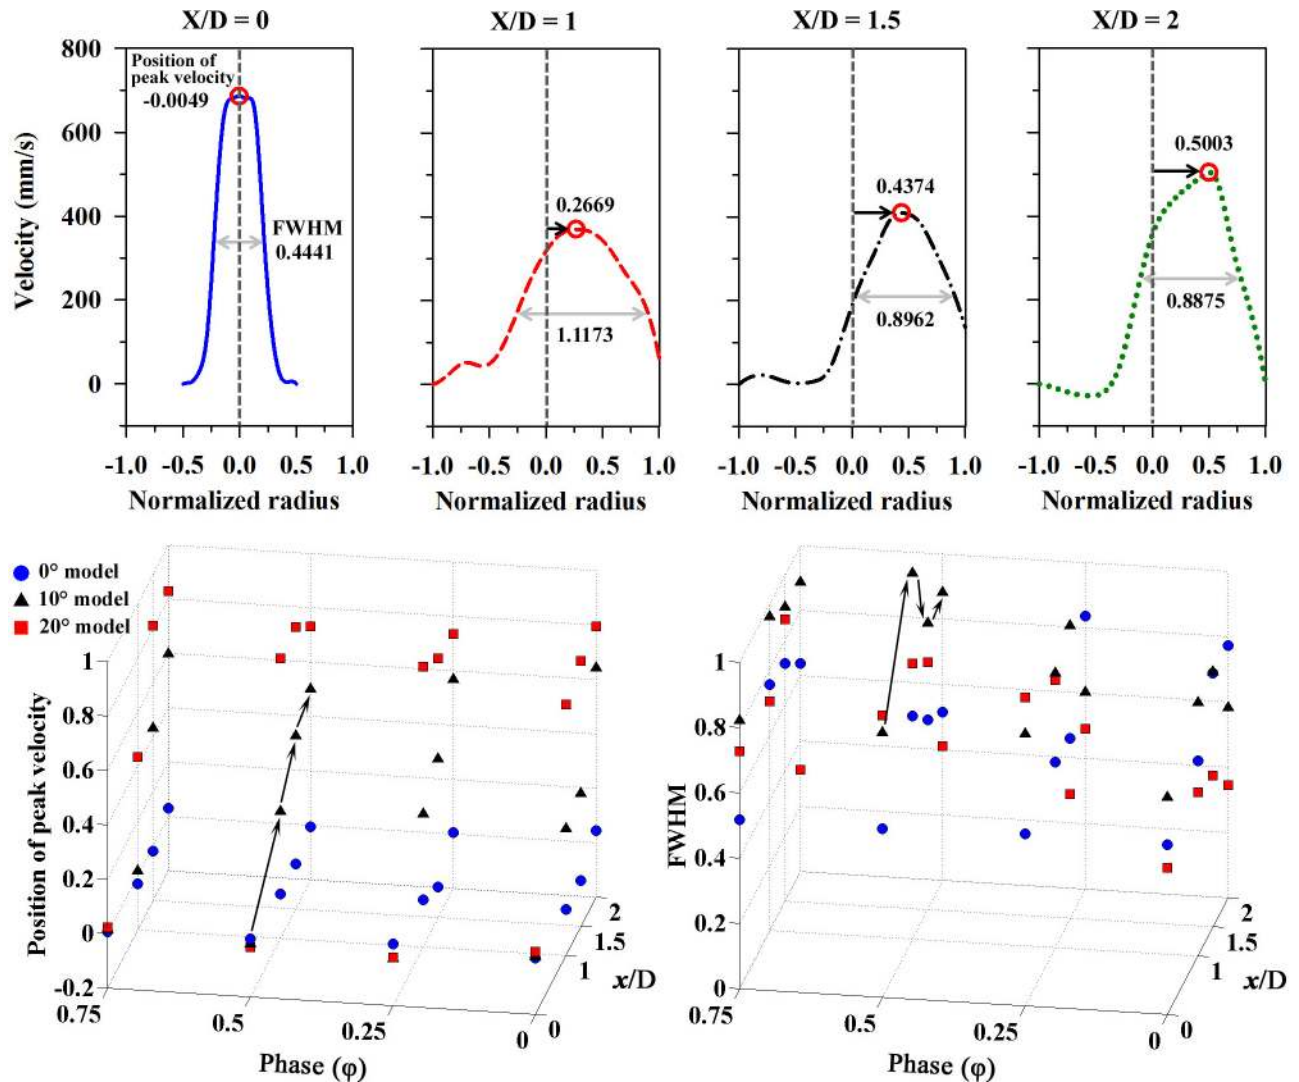 X/D = 0
X/D = 1
X/D = 1.5
X/D = 2
800
600
400
200
0
Velocity (mm/s)
Position of
peak velocity
-0.0049
FWHM
0.4441
0.2669
1.1173
0.4374
0.8962
0.5003
0.8875
-1.0 -0.5 0.0 0.5 1.0
-1.0 -0.5 0.0 0.5 1.0
-1.0 -0.5 0.0 0.5 1.0
-1.0 -0.5 0.0 0.5 1.0
Normalized radius
Normalized radius
Normalized radius
Normalized radius
0° model
10° model
20° model
1
0.8
0.6
0.4
0.2
0
-0.2
Position of peak velocity
0.75
0.5
0.25
0
Phase (φ)
0
1
1.5
2
x/D
1
0.8
0.6
0.4
0.2
0
FWHM
0.75
0.5
0.25
0
Phase (φ)
0
1
1.5
2
x/D